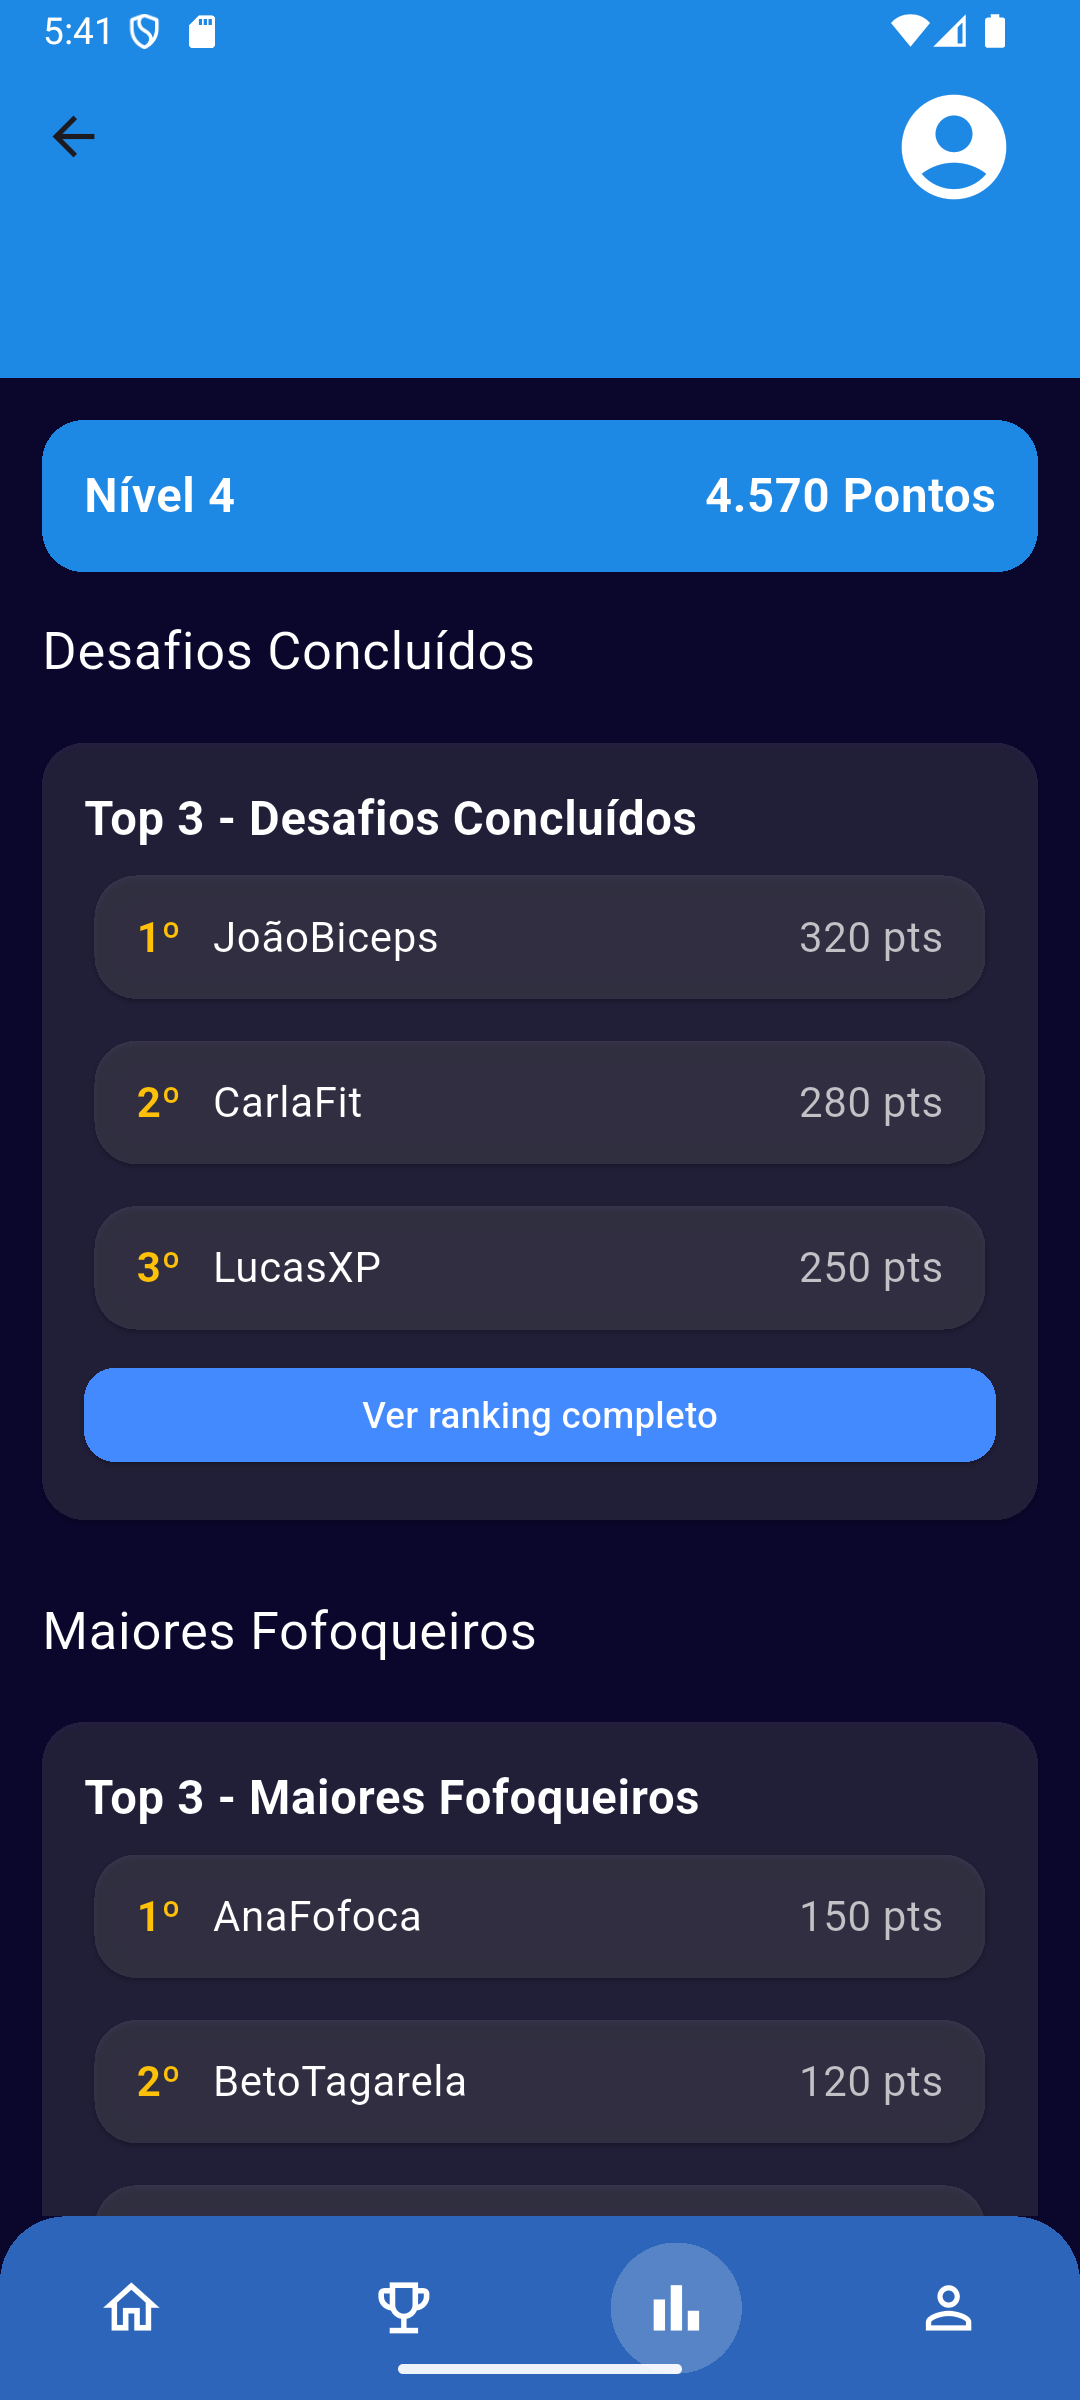 5:41
Nível 4
4.570 Pontos
Desafios Concluídos
Top 3 - Desafios Concluídos
1º JoãoBiceps 320 pts
2º CarlaFit 280 pts
3º LucasXP 250 pts
Ver ranking completo
Maiores Fofoqueiros
Top 3 - Maiores Fofoqueiros
1º AnaFofoca 150 pts
2º BetoTagarela 120 pts